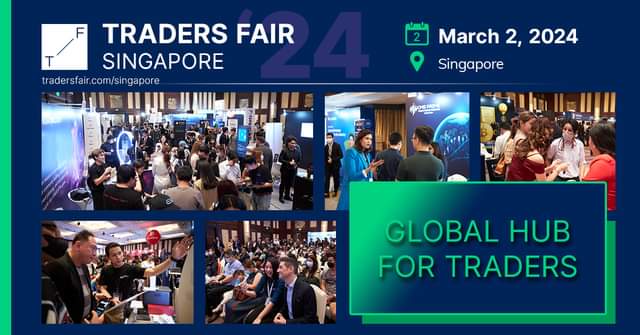 F
T
TRADERS FAIR
SINGAPORE
'24
tradersfair.com/singapore
2
March 2, 2024
Singapore
GLOBAL HUB
FOR TRADERS